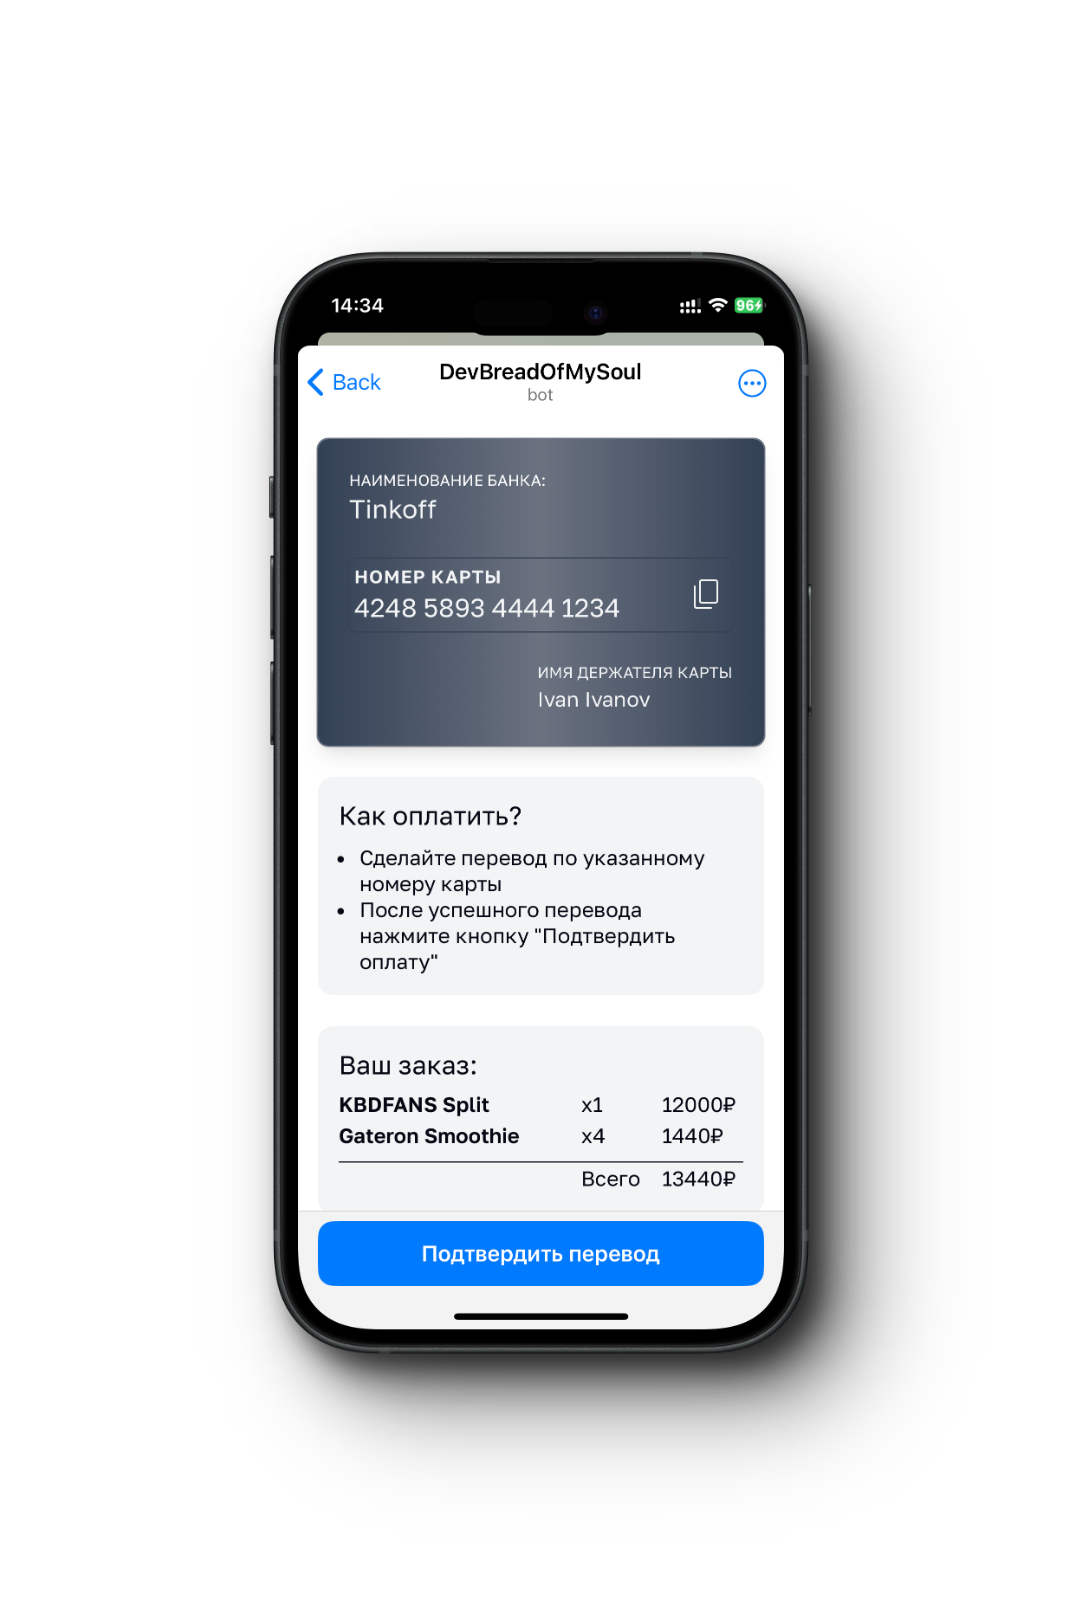 14:34
96
Back
DevBreadOfMySoul
bot
НАИМЕНОВАНИЕ БАНКА:
Tinkoff
НОМЕР КАРТЫ
4248 5893 4444 1234
ИМЯ ДЕРЖАТЕЛЯ КАРТЫ
Ivan Ivanov
Как оплатить?
• Сделайте перевод по указанному
номеру карты
• После успешного перевода
нажмите кнопку "Подтвердить
оплату"
Ваш заказ:
KBDFANS Split x1 12000₽
Gateron Smoothie x4 1440₽
Всего 13440₽
Подтвердить перевод